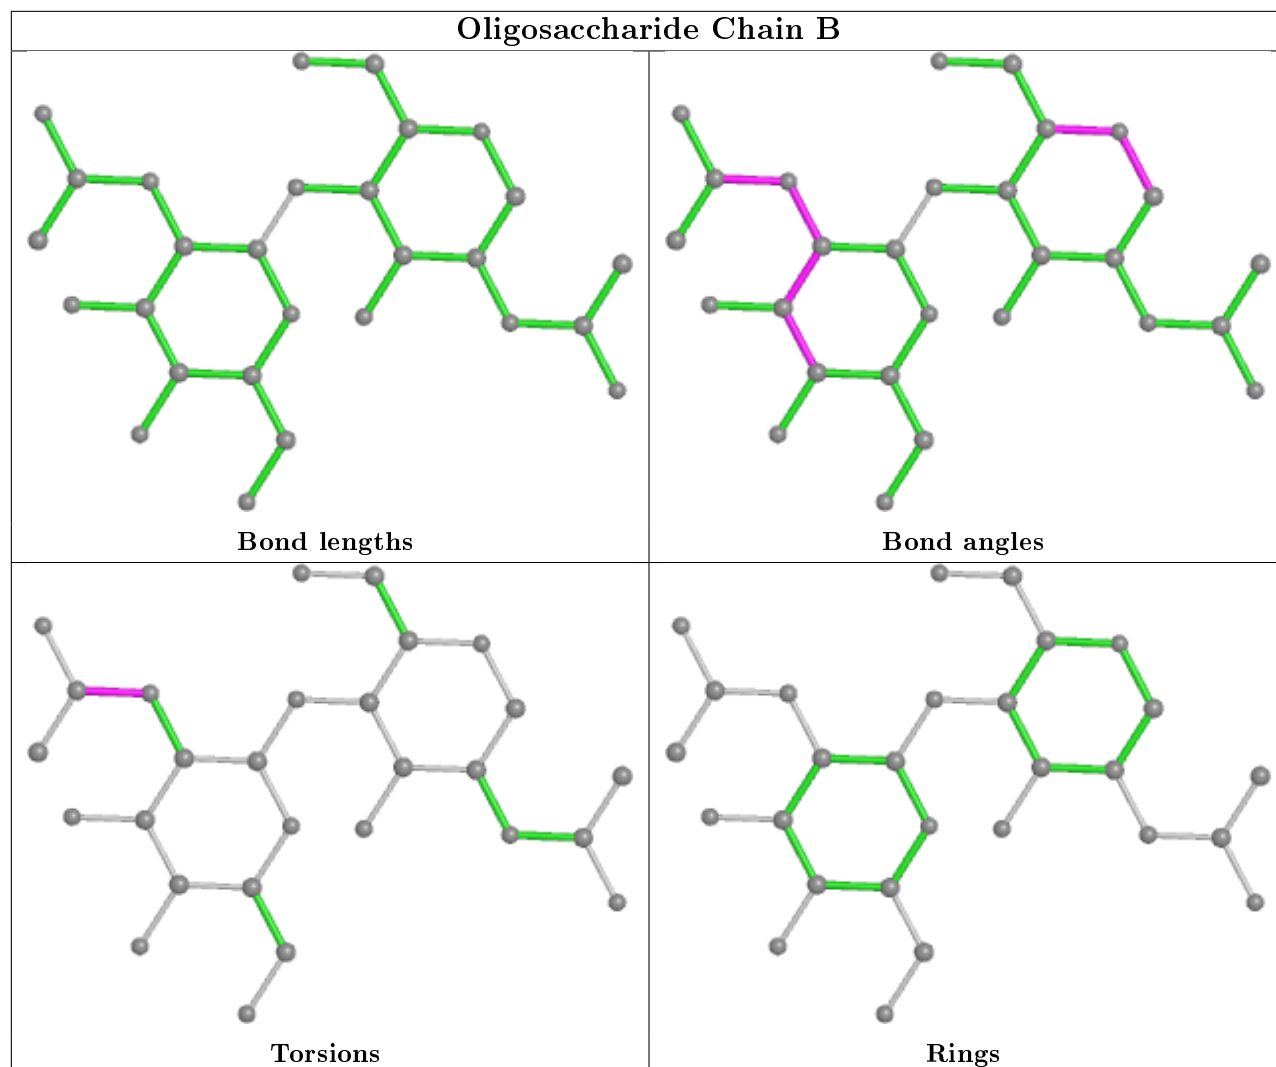 Oligosaccharide Chain B
Bond lengths
Bond angles
Torsions
Rings